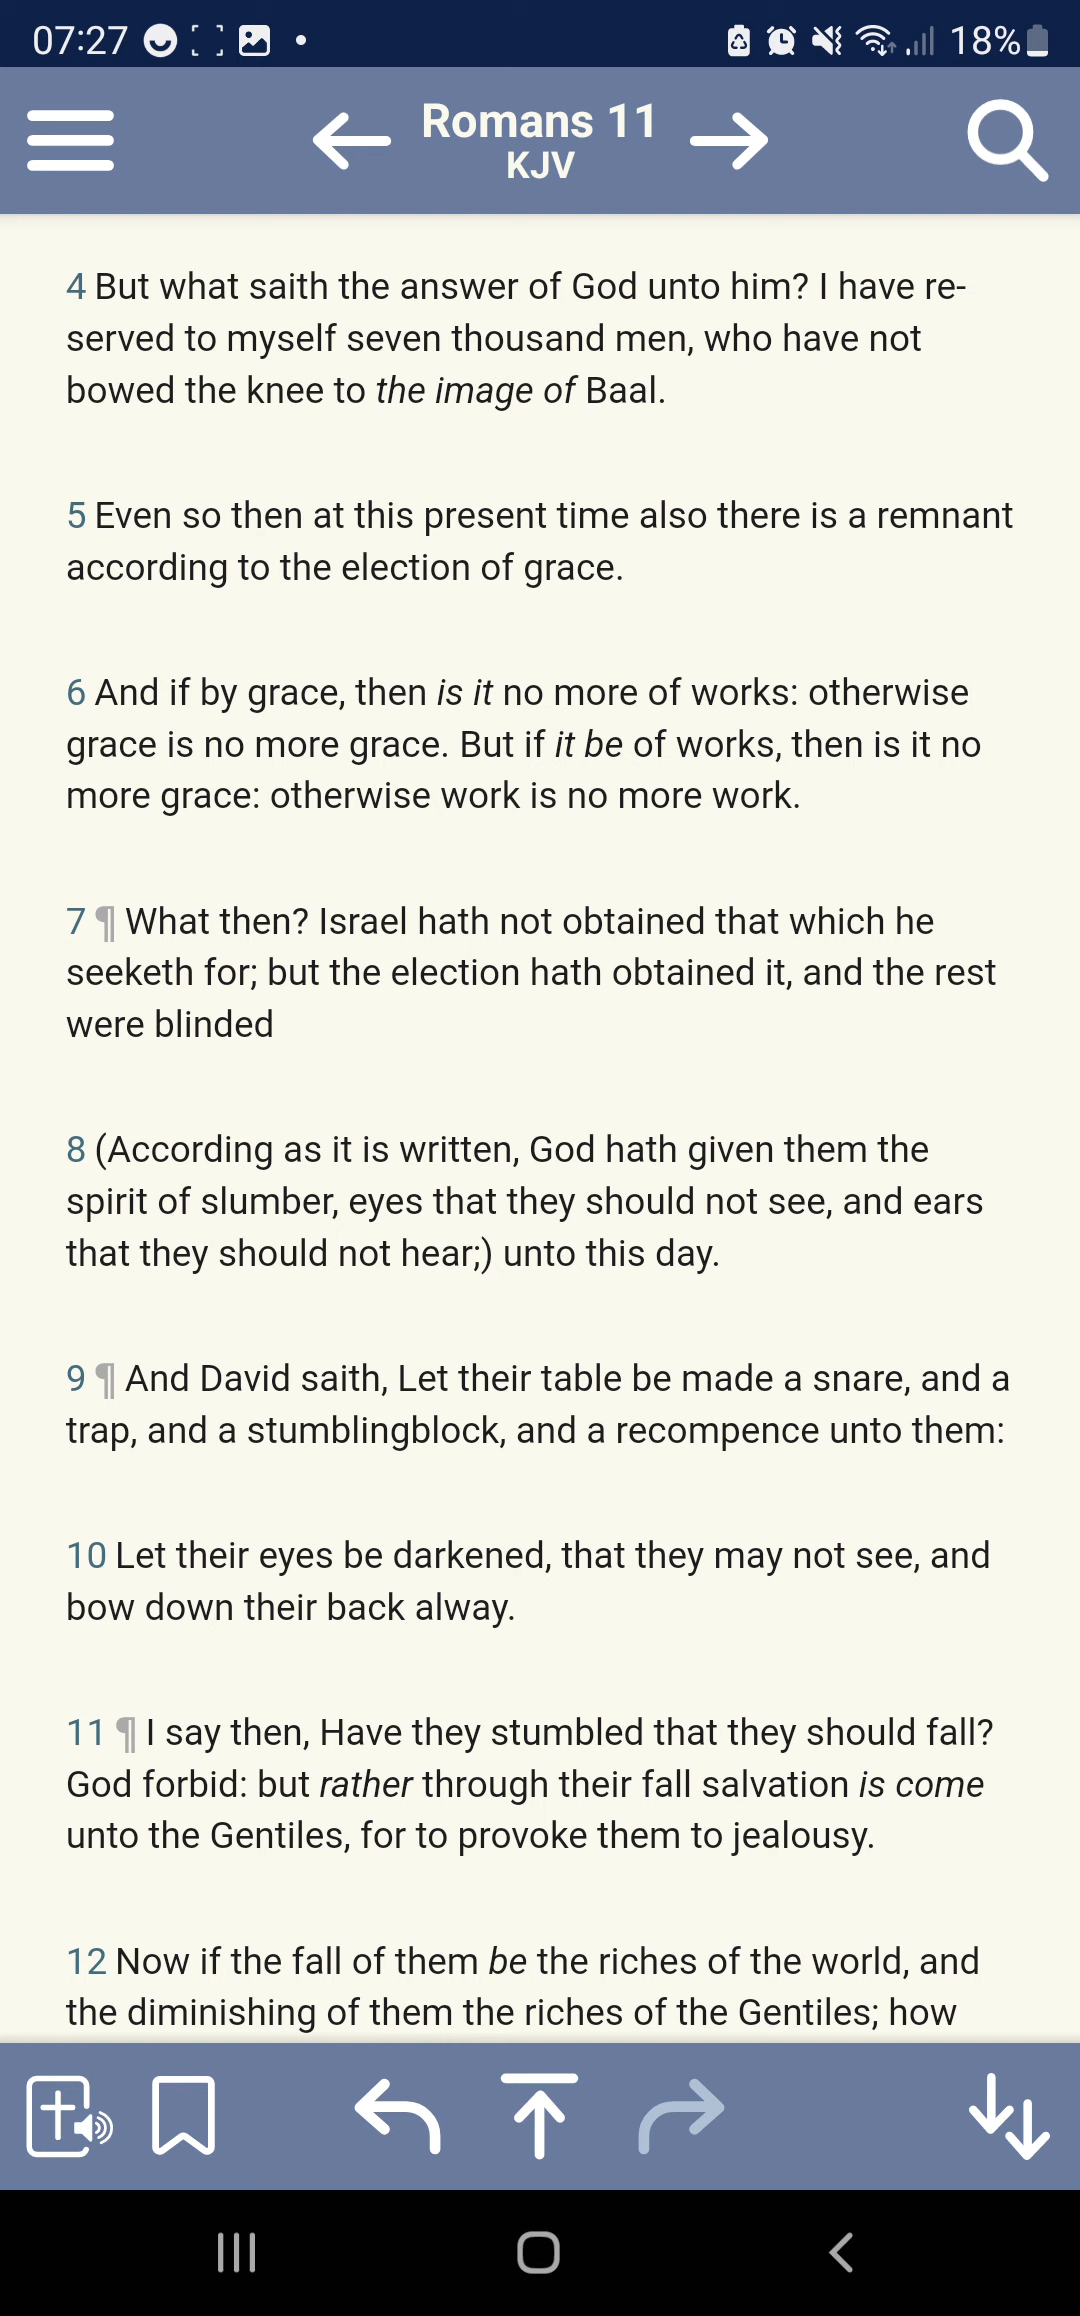 07:27
18%
Romans 11
KJV
4 But what saith the answer of God unto him? I have re-
served to myself seven thousand men, who have not
bowed the knee to the image of Baal.
5 Even so then at this present time also there is a remnant
according to the election of grace.
6 And if by grace, then is it no more of works: otherwise
grace is no more grace. But if it be of works, then is it no
more grace: otherwise work is no more work.
7 ¶ What then? Israel hath not obtained that which he
seeketh for; but the election hath obtained it, and the rest
were blinded
8 (According as it is written, God hath given them the
spirit of slumber, eyes that they should not see, and ears
that they should not hear;) unto this day.
9 ¶ And David saith, Let their table be made a snare, and a
trap, and a stumblingblock, and a recompence unto them:
10 Let their eyes be darkened, that they may not see, and
bow down their back alway.
11 ¶ I say then, Have they stumbled that they should fall?
God forbid: but rather through their fall salvation is come
unto the Gentiles, for to provoke them to jealousy.
12 Now if the fall of them be the riches of the world, and
the diminishing of them the riches of the Gentiles; how